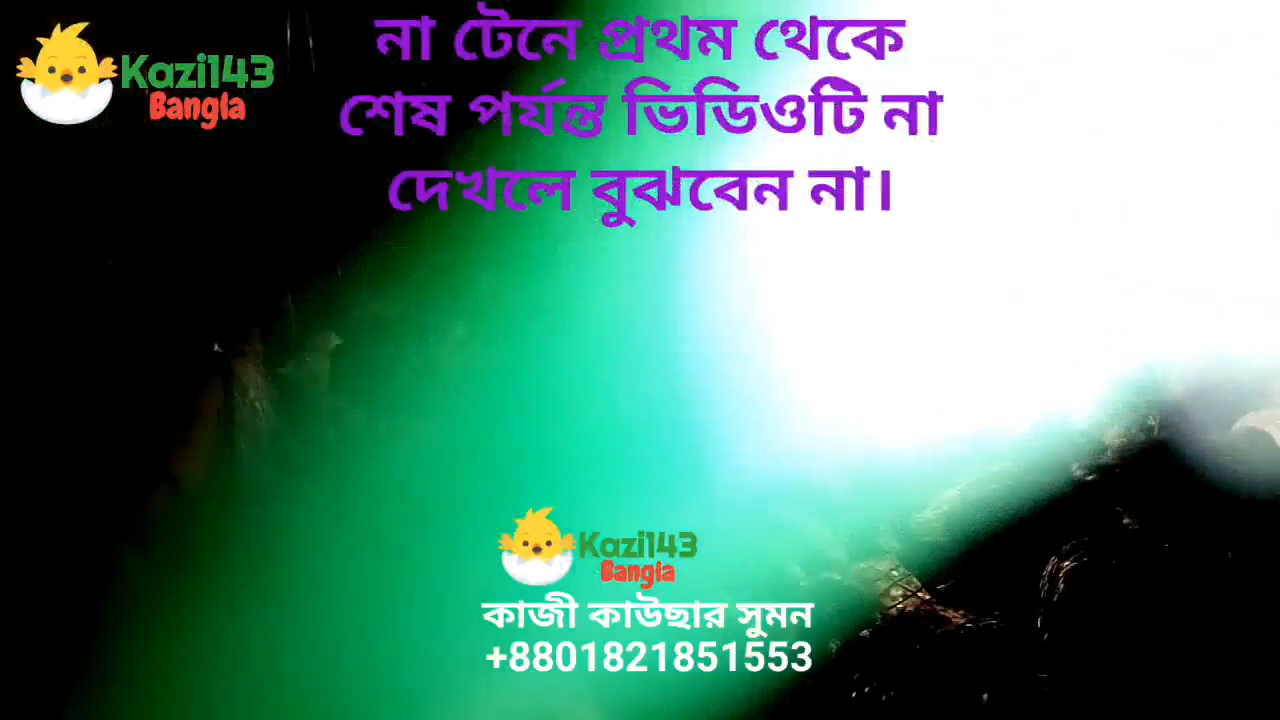 Kazi143
Bangla
না টেনে প্রথম থেকে
শেষ পর্যন্ত ভিডিওটি না
দেখলে বুঝবেন না।
Kazi143
Bangla
কাজী কাউছার সুমন
+8801821851553